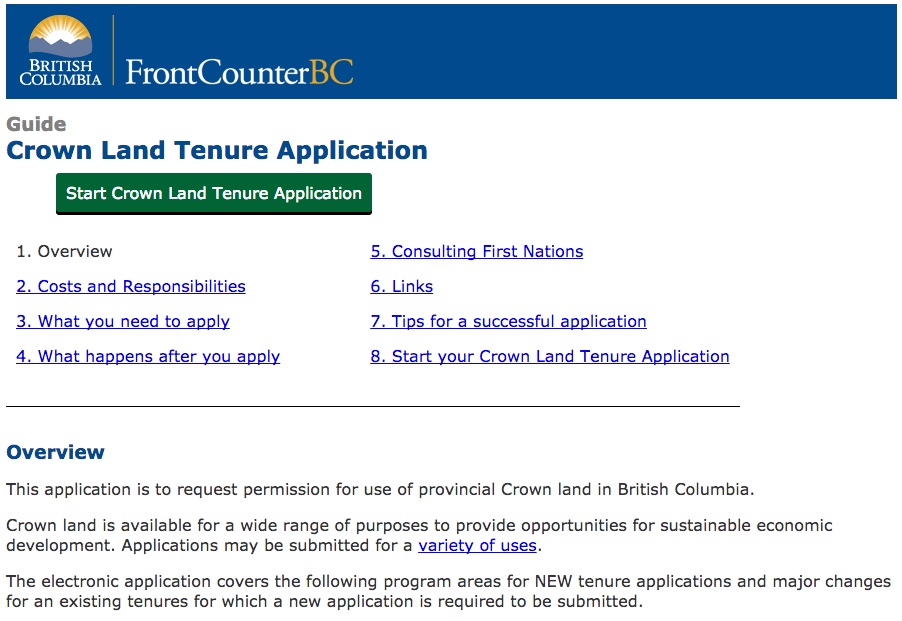 BRITISH
COLUMBIA
FrontCounterBC
Guide
Crown Land Tenure Application
Start Crown Land Tenure Application
1. Overview
2. Costs and Responsibilities
3. What you need to apply
4. What happens after you apply
5. Consulting First Nations
6. Links
7. Tips for a successful application
8. Start your Crown Land Tenure Application
Overview
This application is to request permission for use of provincial Crown land in British Columbia.
Crown land is available for a wide range of purposes to provide opportunities for sustainable economic
development. Applications may be submitted for a variety of uses.
The electronic application covers the following program areas for NEW tenure applications and major changes
for an existing tenures for which a new application is required to be submitted.